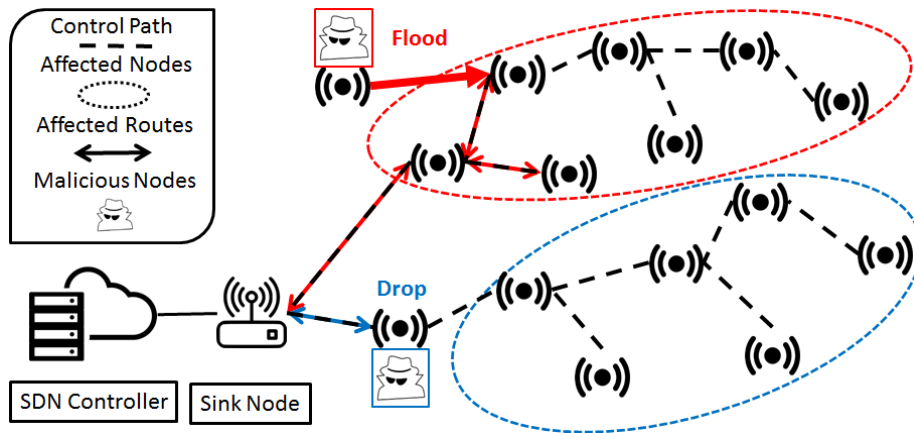 Control Path
Affected Nodes
Affected Routes
Malicious Nodes
Flood
Drop
SDN Controller
Sink Node